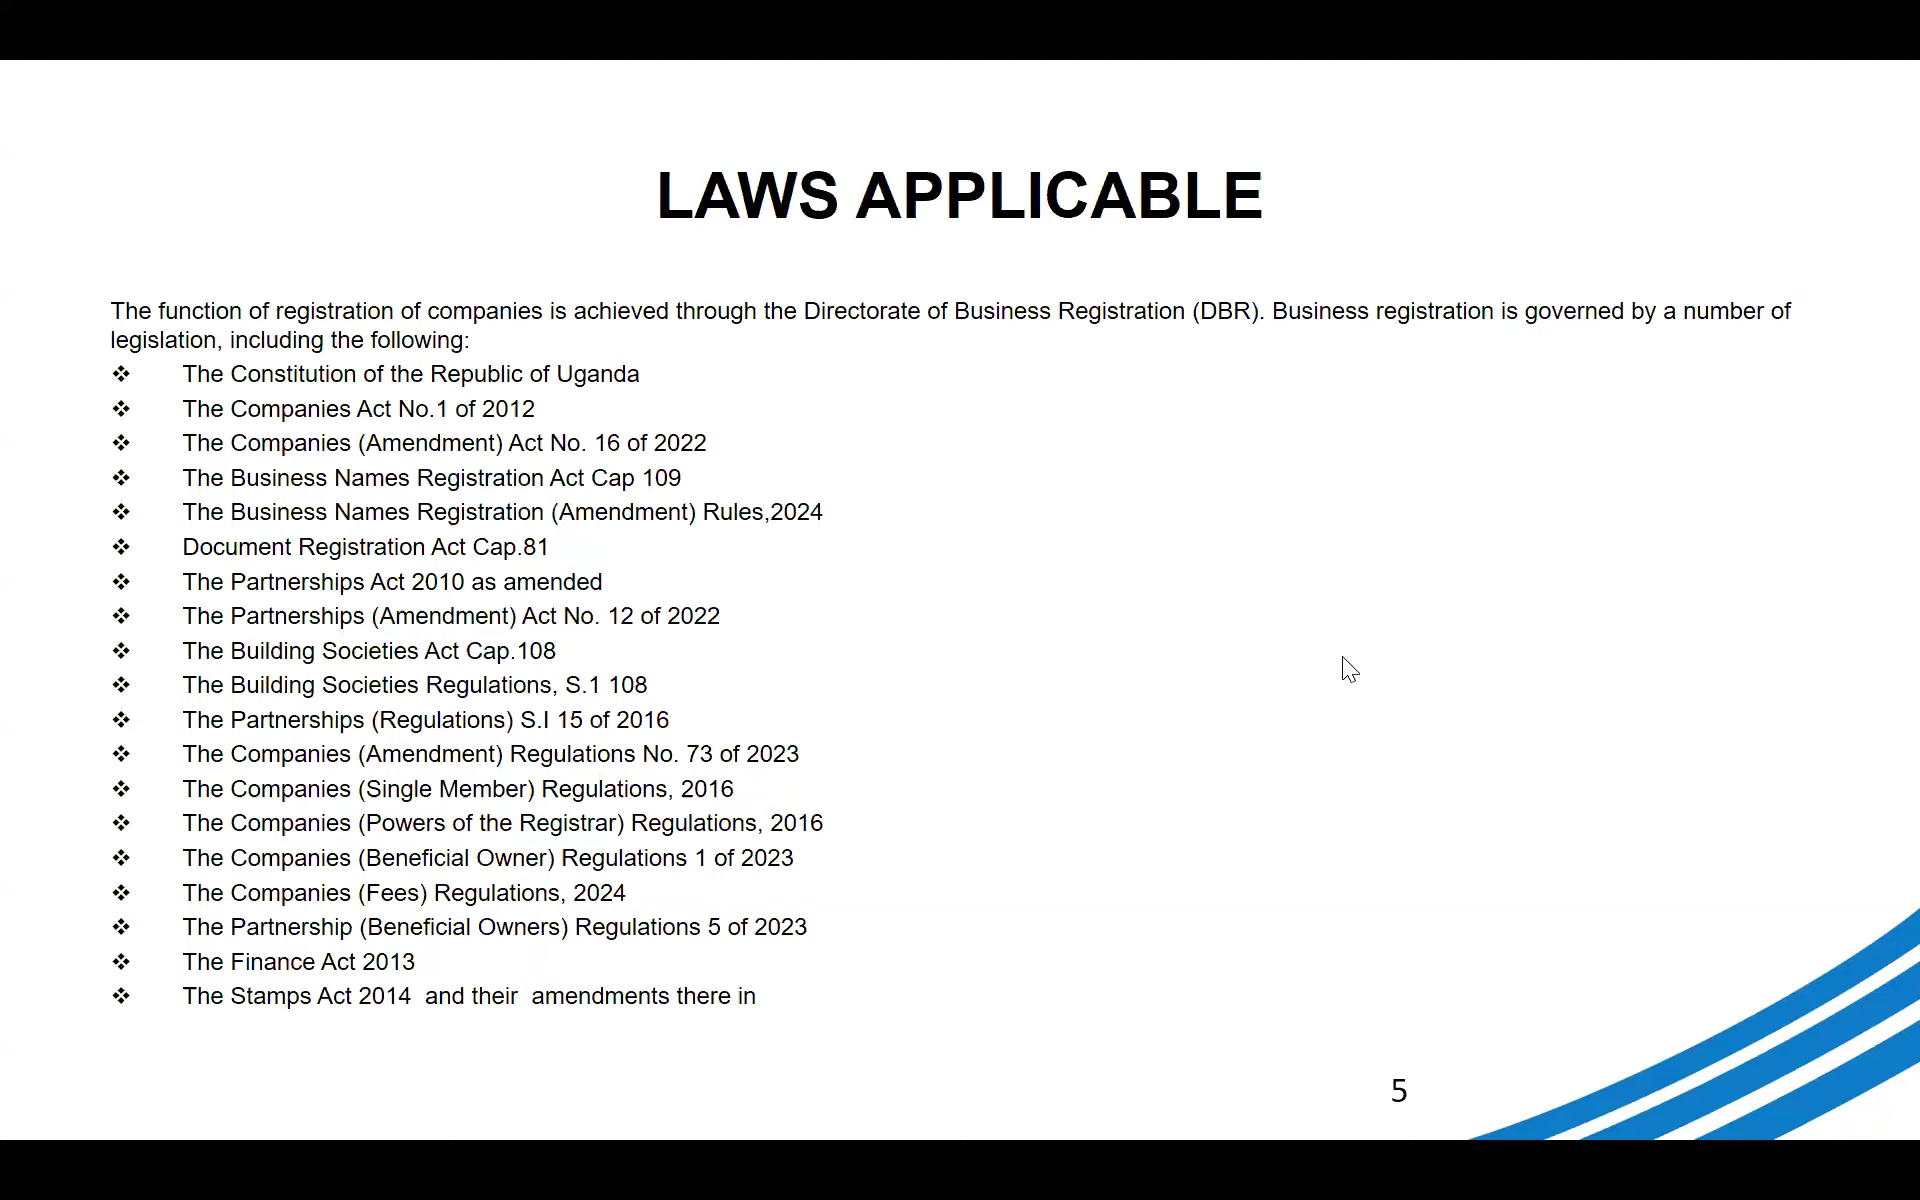 LAWS APPLICABLE
The function of registration of companies is achieved through the Directorate of Business Registration (DBR). Business registration is governed by a number of
legislation, including the following:
❖ The Constitution of the Republic of Uganda
❖ The Companies Act No.1 of 2012
❖ The Companies (Amendment) Act No. 16 of 2022
❖ The Business Names Registration Act Cap 109
❖ The Business Names Registration (Amendment) Rules,2024
❖ Document Registration Act Cap.81
❖ The Partnerships Act 2010 as amended
❖ The Partnerships (Amendment) Act No. 12 of 2022
❖ The Building Societies Act Cap.108
❖ The Building Societies Regulations, S.1 108
❖ The Partnerships (Regulations) S.I 15 of 2016
❖ The Companies (Amendment) Regulations No. 73 of 2023
❖ The Companies (Single Member) Regulations, 2016
❖ The Companies (Powers of the Registrar) Regulations, 2016
❖ The Companies (Beneficial Owner) Regulations 1 of 2023
❖ The Companies (Fees) Regulations, 2024
❖ The Partnership (Beneficial Owners) Regulations 5 of 2023
❖ The Finance Act 2013
❖ The Stamps Act 2014  and their  amendments there in
5